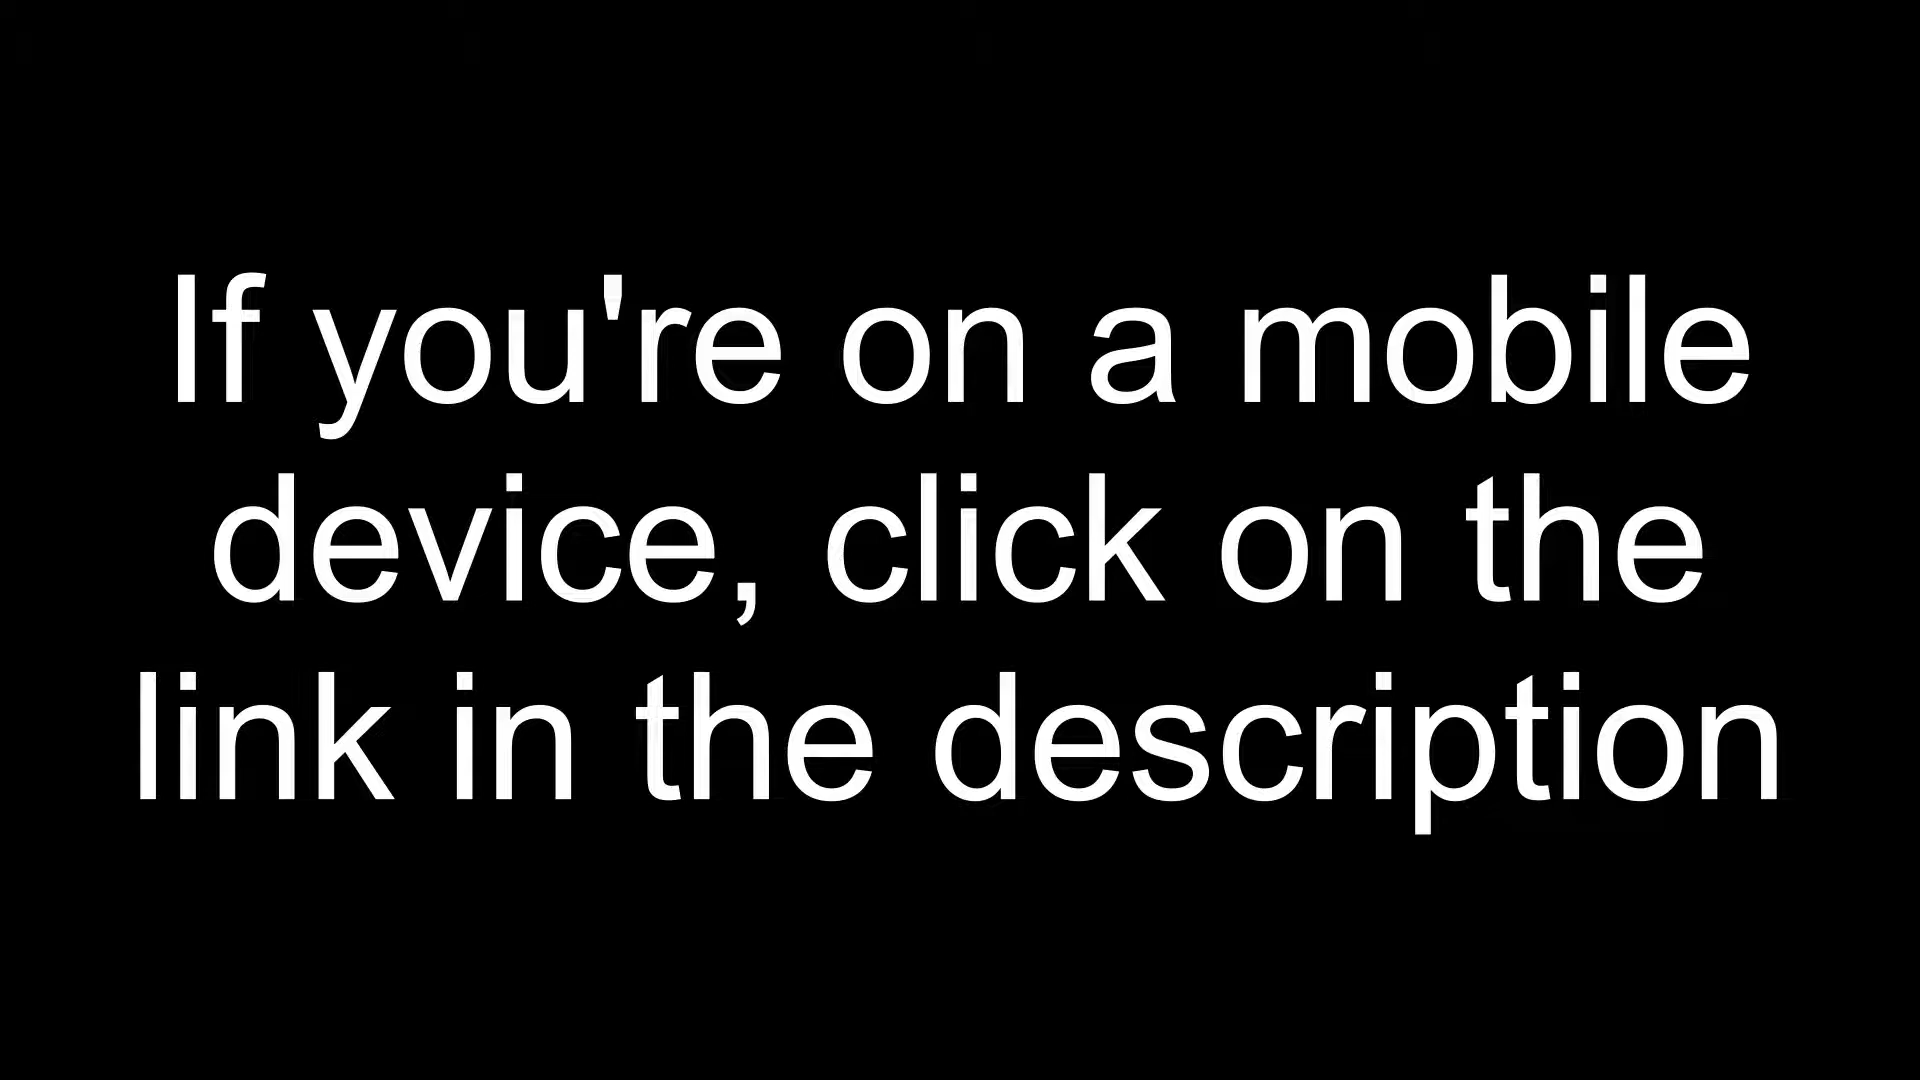 If you're on a mobile
device, click on the
link in the description